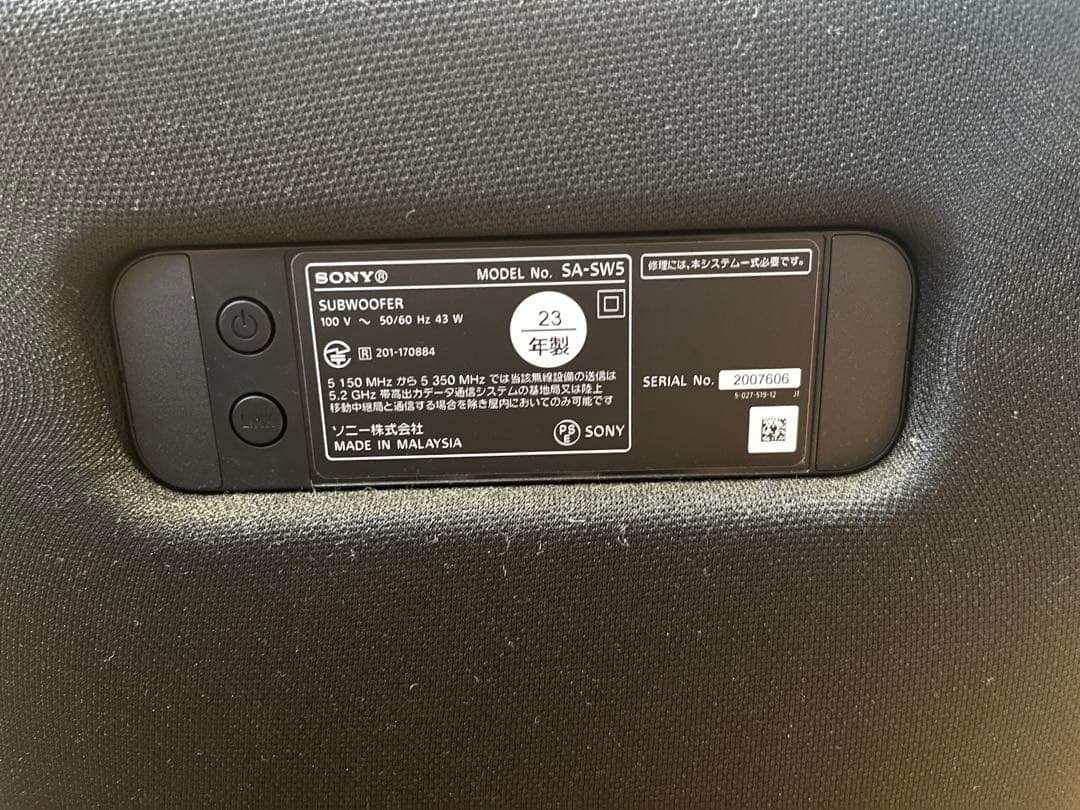 SONY®
MODEL No. SA-SW5
修理には,本システム一式必要です。
SUBWOOFER
100 V ～ 50/60 Hz 43 W
23
年製
R 201-170884
5 150 MHz から 5 350 MHz では当該無線設備の送信は
5.2 GHz 帯高出力データ通信システムの基地局又は陸上
移動中継局と通信する場合を除き屋内においてのみ可能です
SERIAL No. 2007606
5-027-519-12 J1
ソニー株式会社
MADE IN MALAYSIA
PSE SONY
LINK